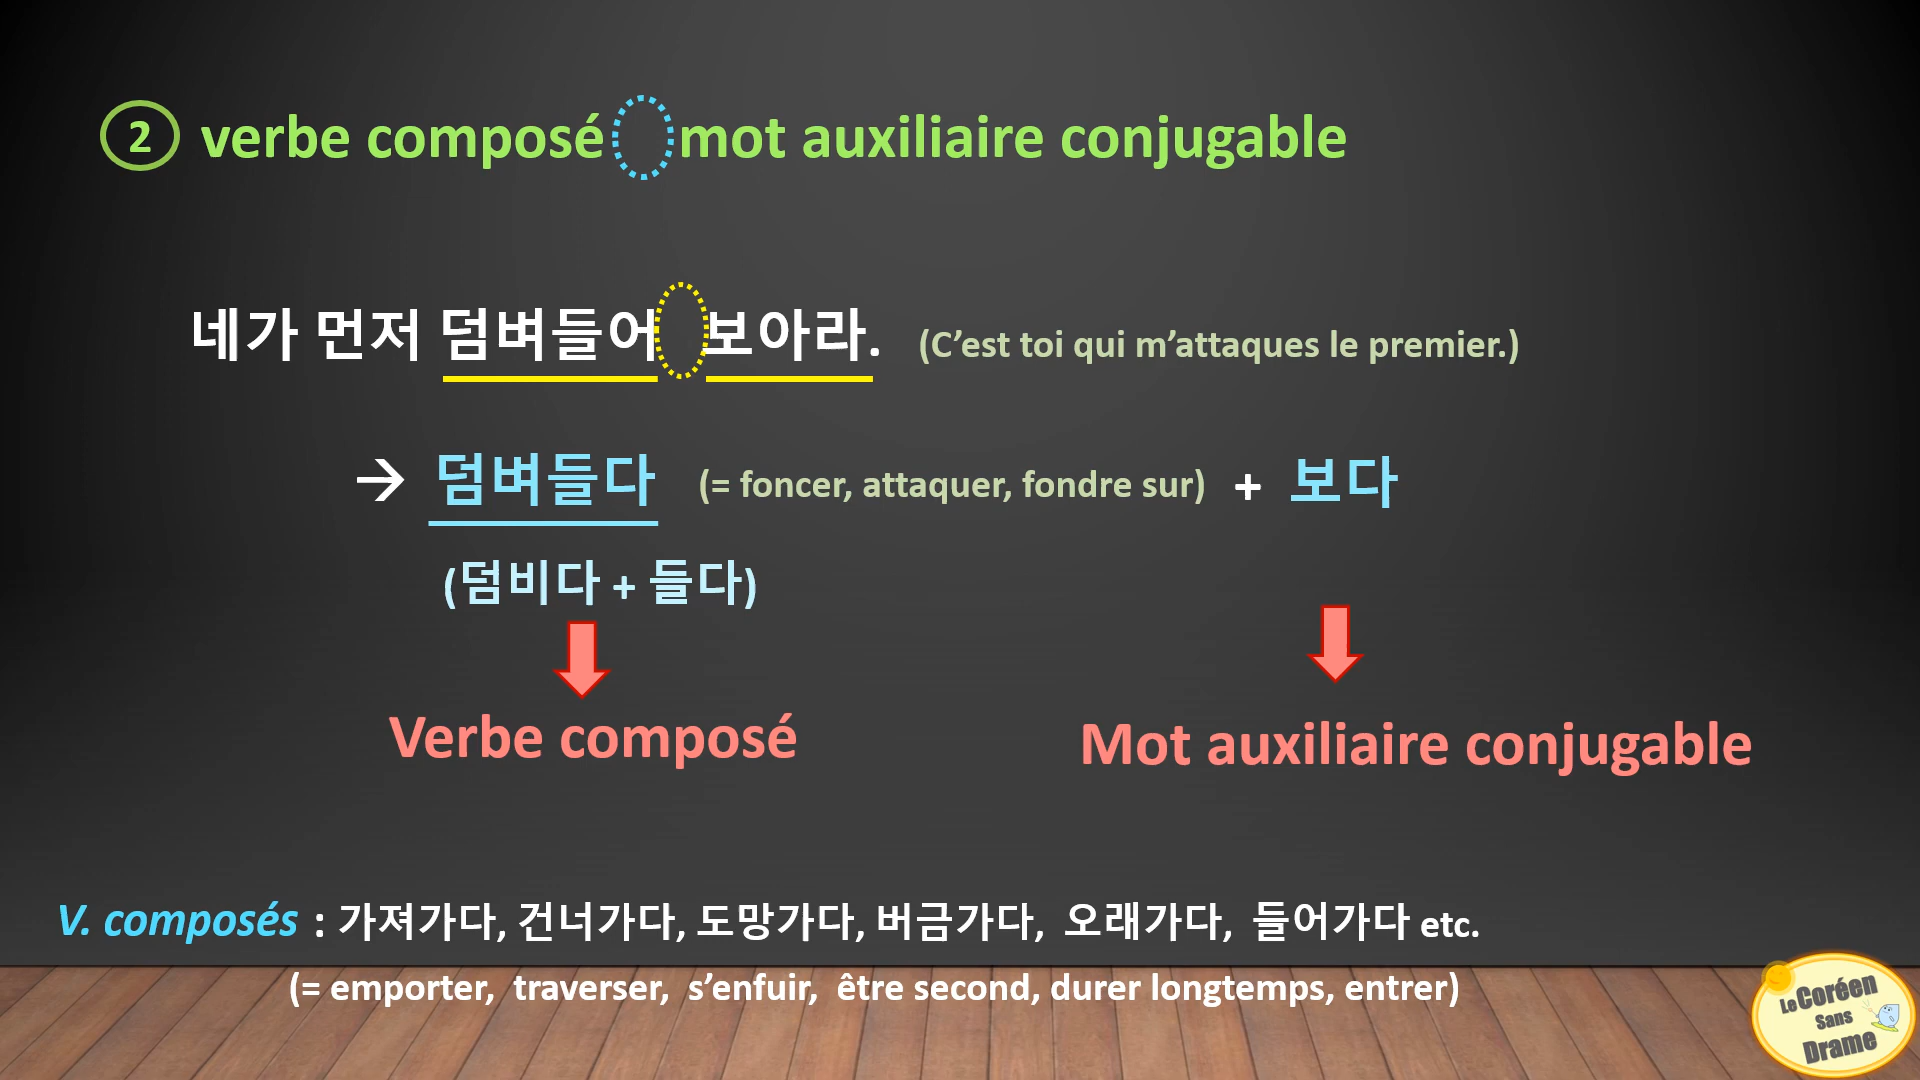 2 verbe composé mot auxiliaire conjugable
네가 먼저 덤벼들어 보아라. (C’est toi qui m’attaques le premier.)
→ 덤벼들다 (= foncer, attaquer, fondre sur) + 보다
(덤비다 + 들다)
Verbe composé
Mot auxiliaire conjugable
V. composés : 가져가다, 건너가다, 도망가다, 버금가다, 오래가다, 들어가다 etc.
(= emporter, traverser, s’enfuir, être second, durer longtemps, entrer)
Le Coréen
Sans
Drame